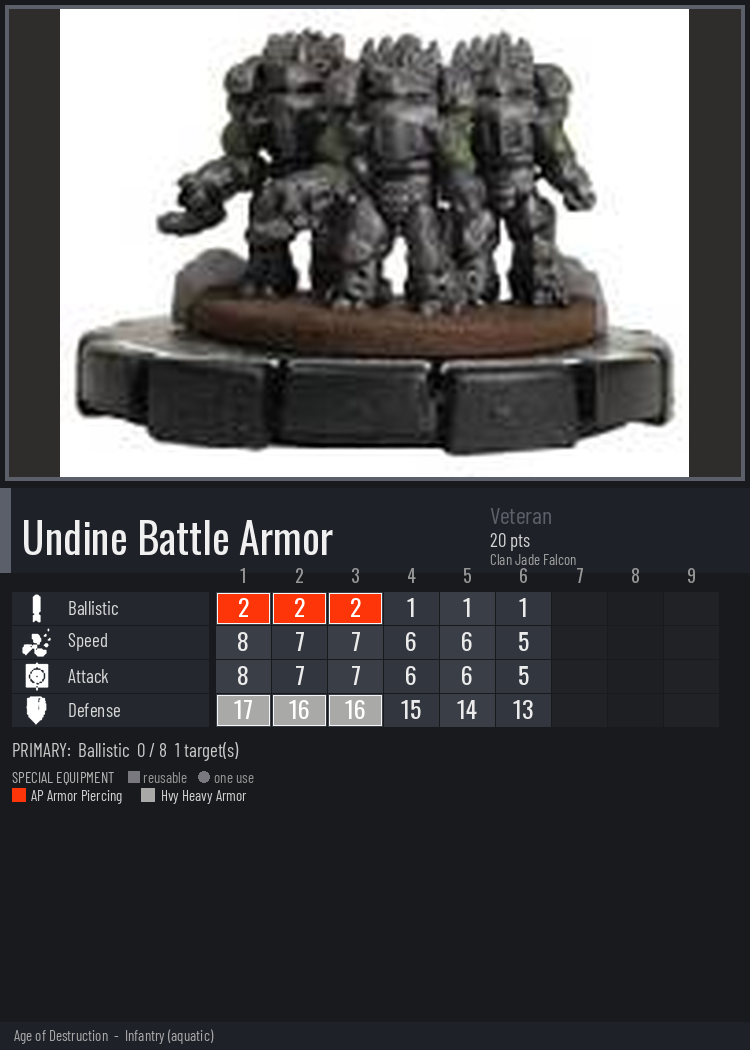 Undine Battle Armor
Veteran
20 pts
Clan Jade Falcon
1 2 3 4 5 6 7 8 9
Ballistic 2 2 2 1 1 1
Speed 8 7 7 6 6 5
Attack 8 7 7 6 6 5
Defense 17 16 16 15 14 13
PRIMARY: Ballistic 0 / 8 1 target(s)
SPECIAL EQUIPMENT reusable one use
AP Armor Piercing Hvy Heavy Armor
Age of Destruction - Infantry (aquatic)